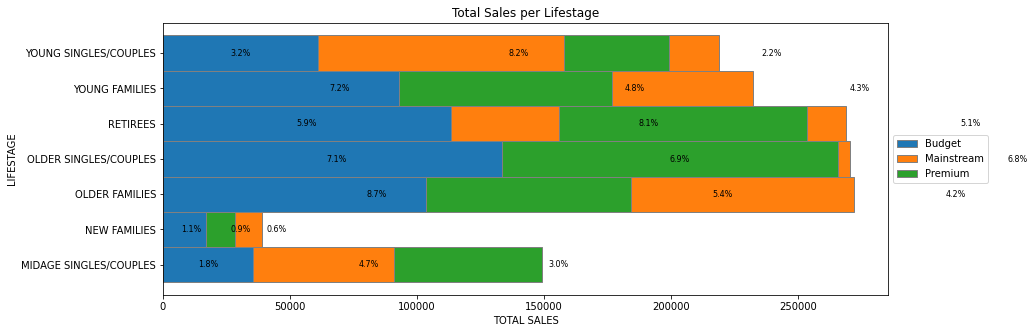 Total Sales per Lifestage
YOUNG SINGLES/COUPLES 3.2% 8.2% 2.2%
YOUNG FAMILIES 7.2% 4.8% 4.3%
RETIREES 5.9% 8.1% 5.1%
OLDER SINGLES/COUPLES 7.1% 6.9% 6.8%
OLDER FAMILIES 8.7% 5.4% 4.2%
NEW FAMILIES 1.1% 0.9% 0.6%
MIDAGE SINGLES/COUPLES 1.8% 4.7% 3.0%
LIFESTAGE
0 50000 100000 150000 200000 250000
TOTAL SALES
Budget
Mainstream
Premium